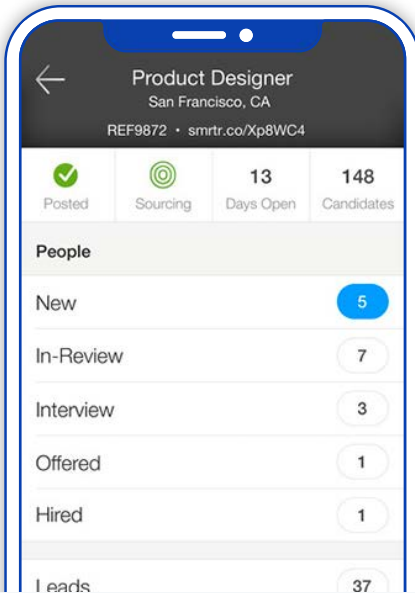 Product Designer
San Francisco, CA
REF9872 • smrtr.co/Xp8WC4
13 148
Posted Sourcing Days Open Candidates
People
New 5
In-Review 7
Interview 3
Offered 1
Hired 1
Leads 37